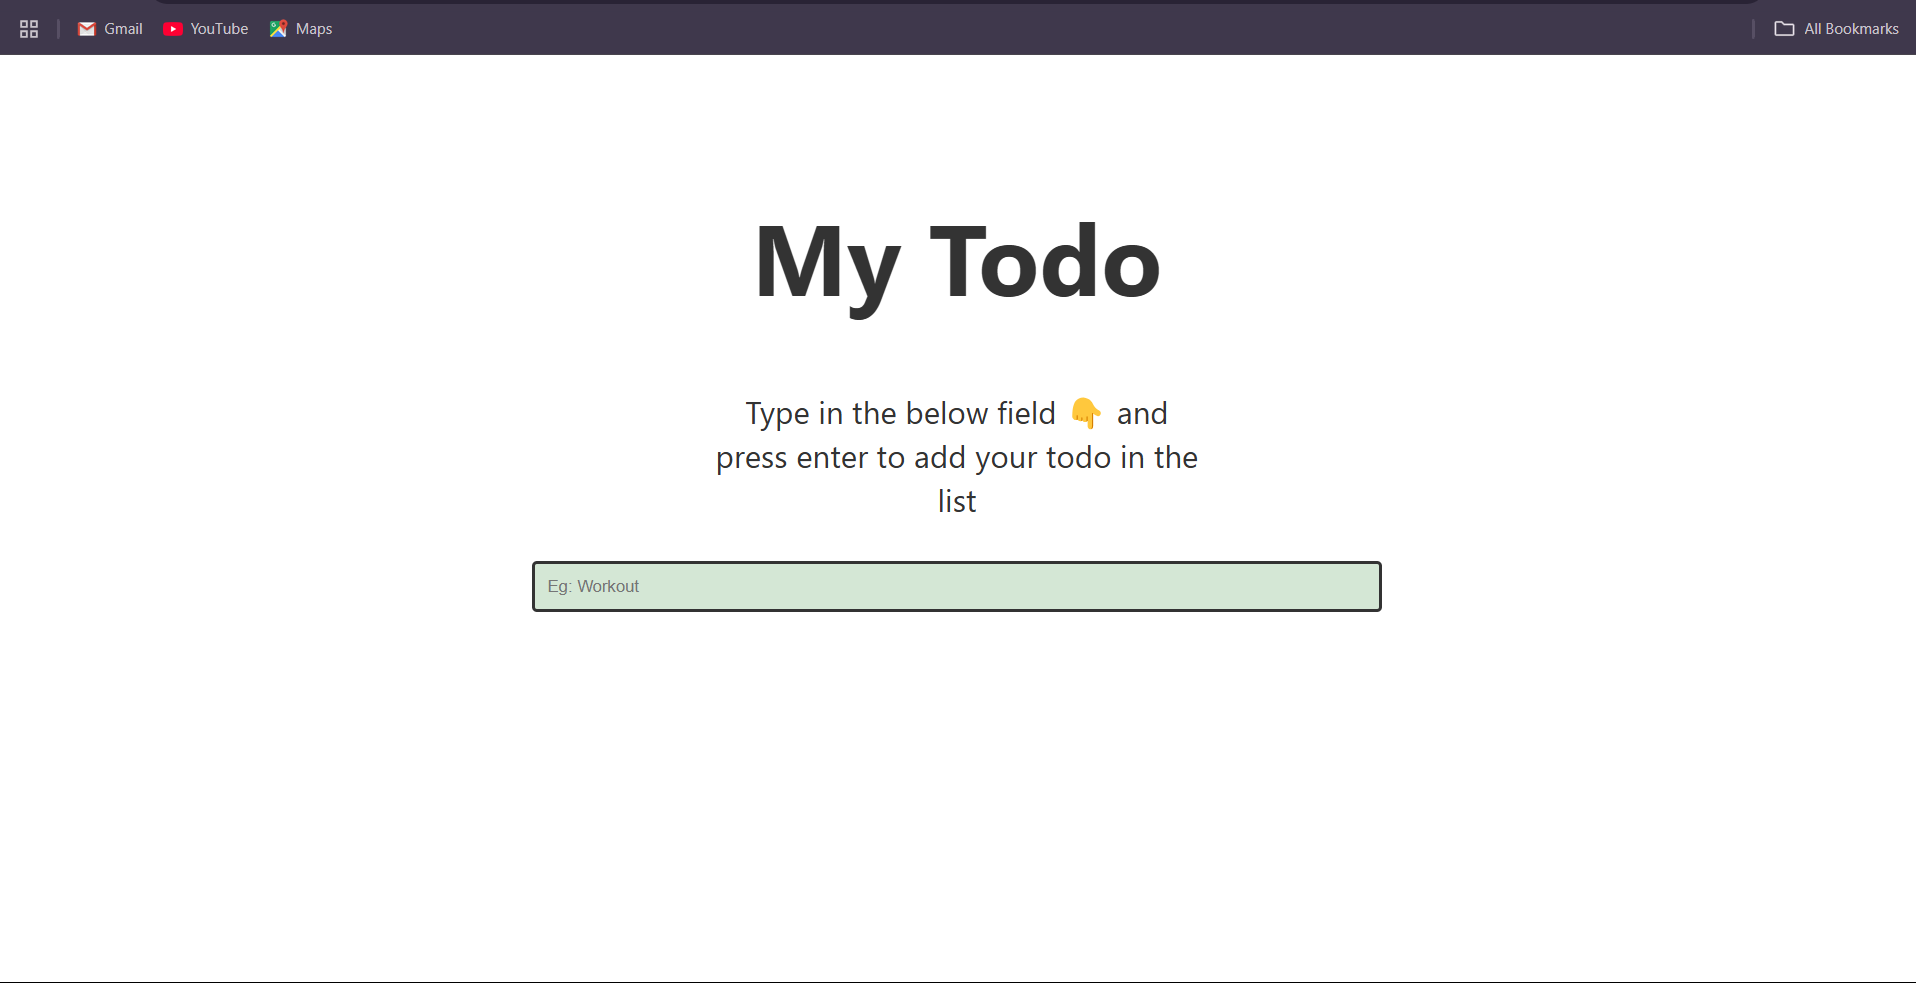 Gmail YouTube Maps All Bookmarks
My Todo
Type in the below field 👇 and
press enter to add your todo in the
list
Eg: Workout